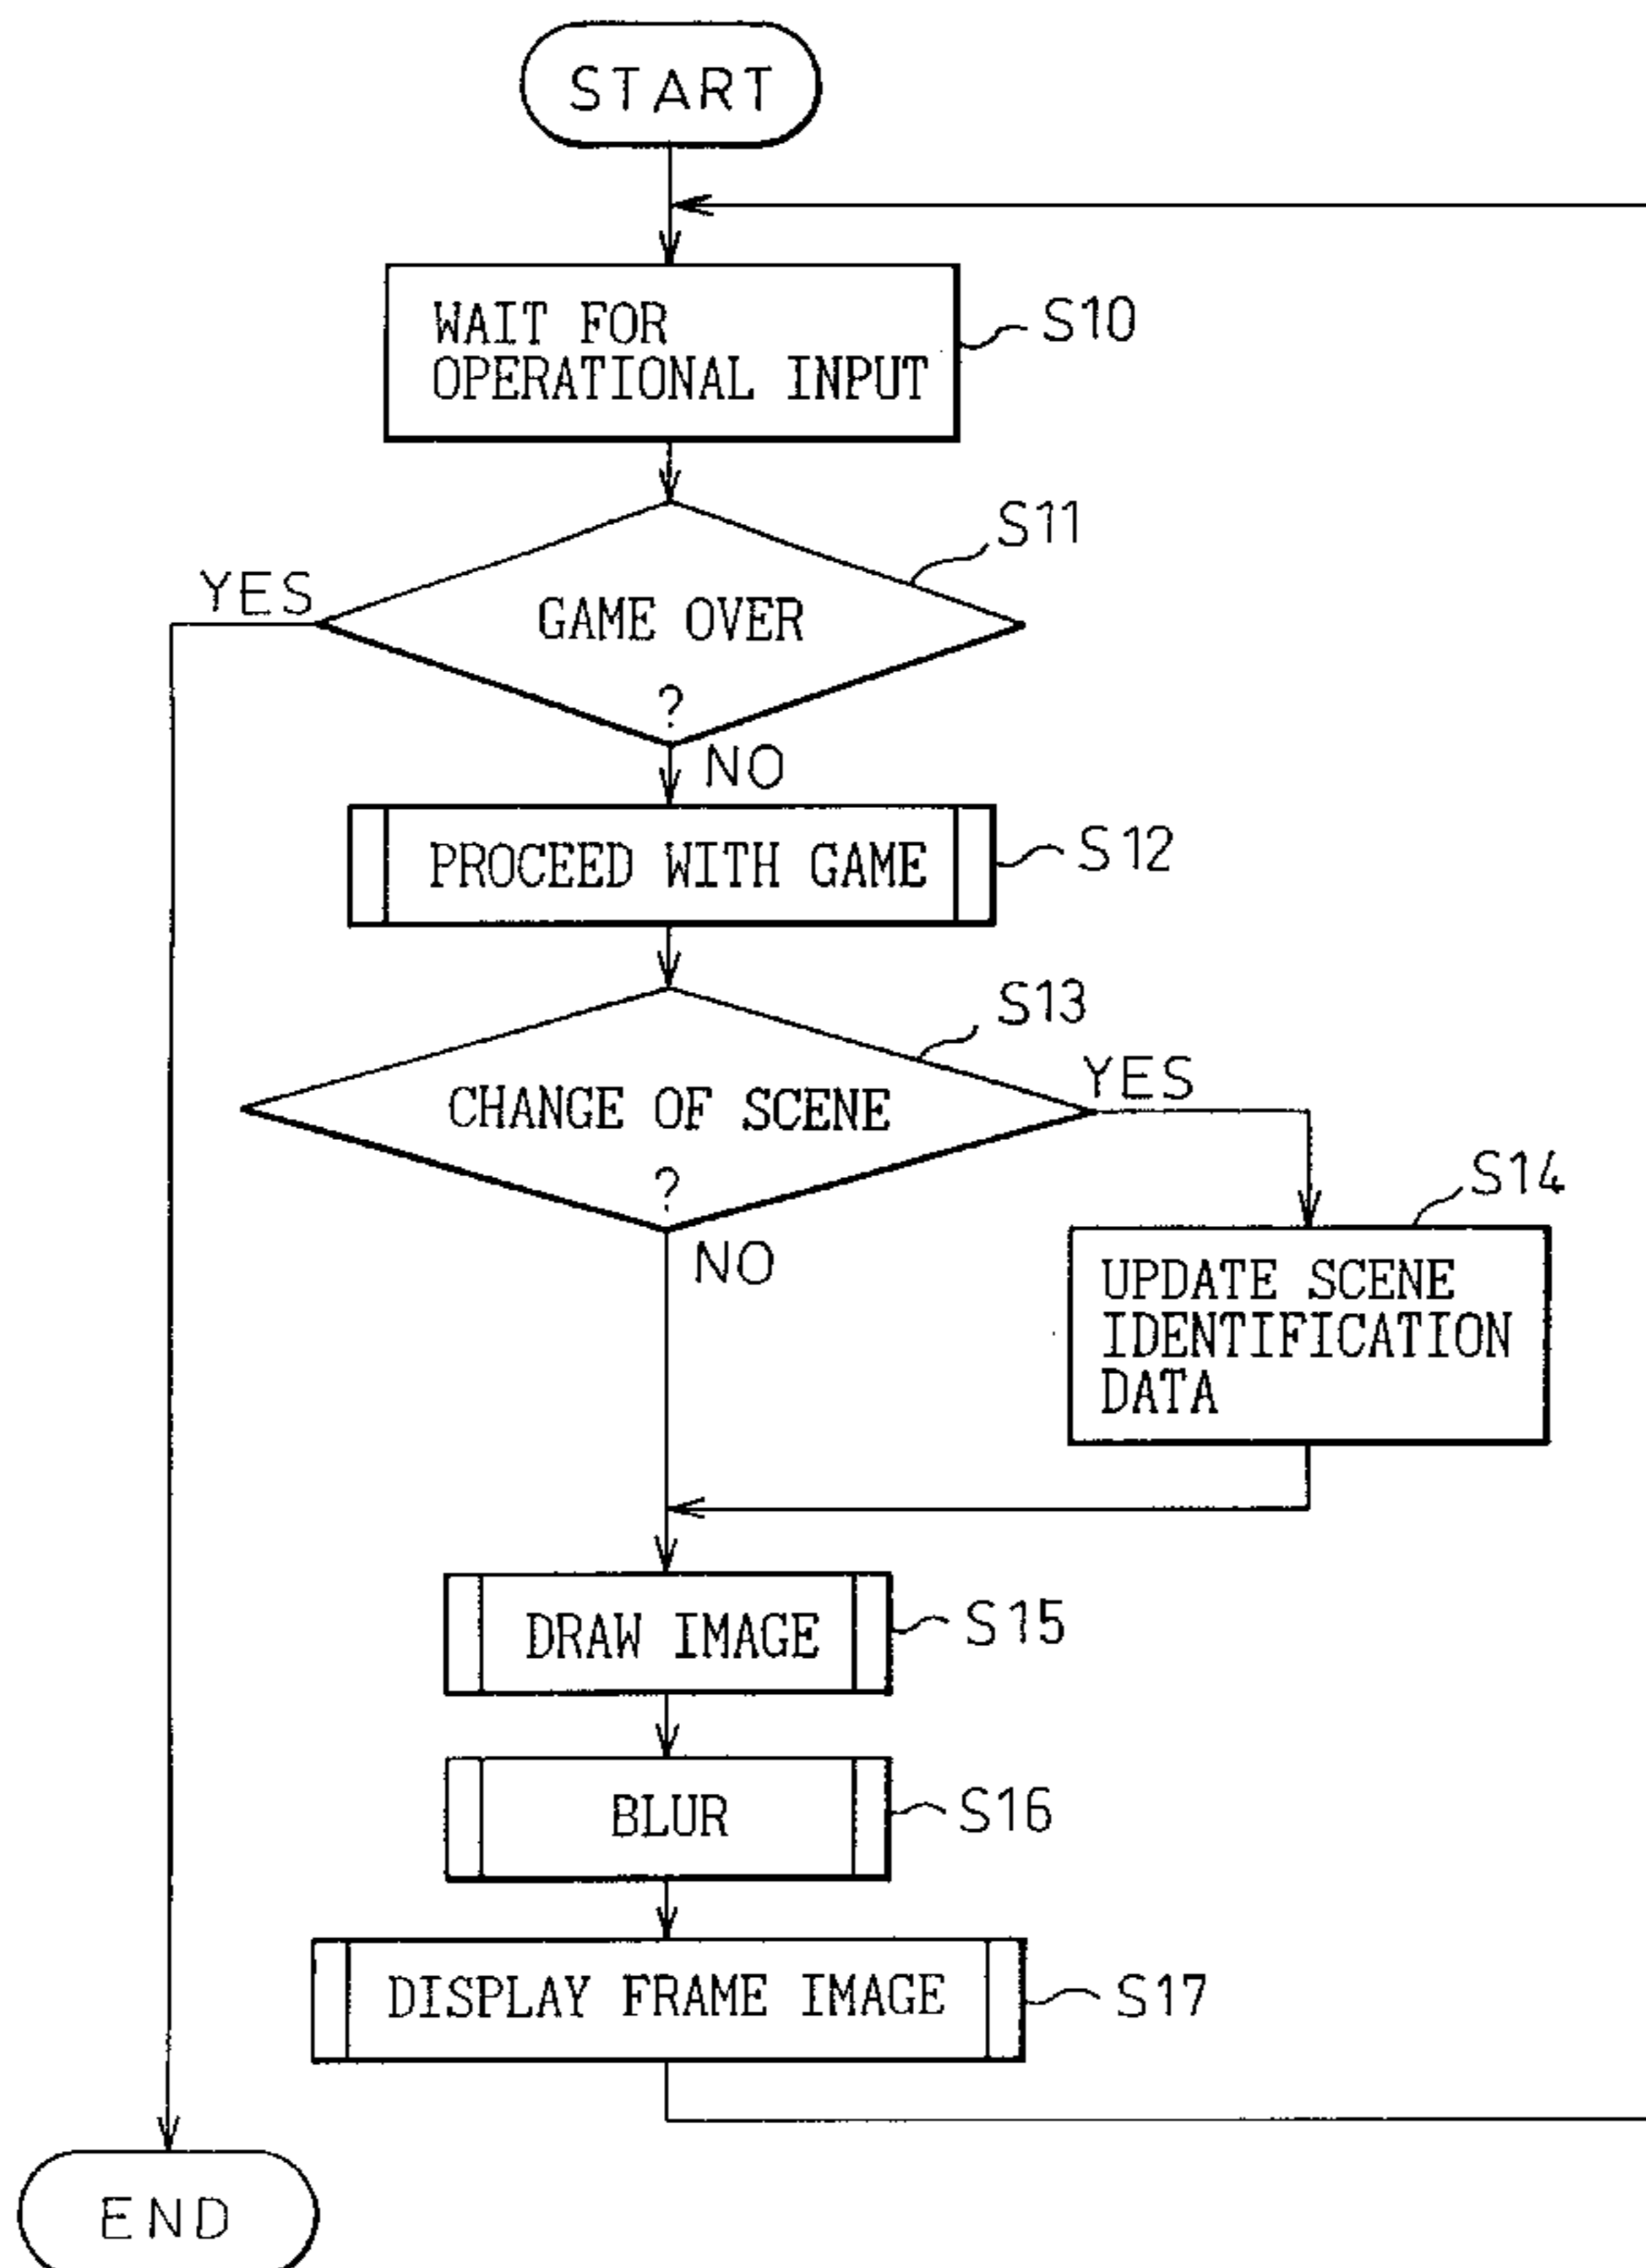 START
WAIT FOR
OPERATIONAL INPUT
S10
S11
YES
GAME OVER
?
NO
PROCEED WITH GAME
S12
S13
YES
CHANGE OF SCENE
?
NO
S14
UPDATE SCENE
IDENTIFICATION
DATA
DRAW IMAGE
S15
BLUR
S16
DISPLAY FRAME IMAGE
S17
END